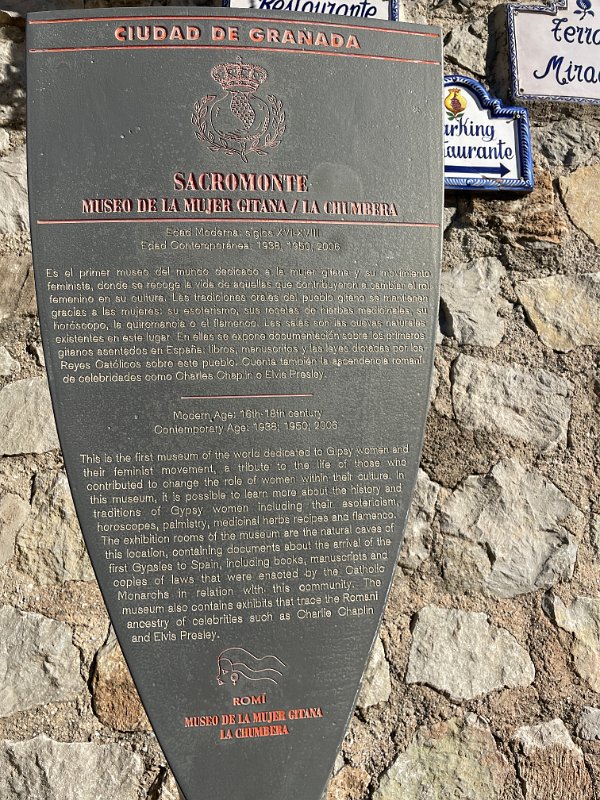 Restaurante
CIUDAD DE GRANADA
Terra
Mira
arking
taurante
SACROMONTE
MUSEO DE LA MUJER GITANA / LA CHUMBERA
Edad Moderna: siglos XVI-XVIII
Edad Contemporánea: 1938, 1950, 2006
Es el primer museo del mundo dedicado a la mujer gitana y su movimiento
feminista, donde se recoge la vida de aquellas que contribuyeron a cambiar el rol
femenino en su cultura. Las tradiciones orales del pueblo gitano se mantienen
gracias a las mujeres: su esoterismo, sus recetas de hierbas medicinales, su
horóscopo, la quiromancia o el flamenco. Las salas son las cuevas naturales
existentes en este lugar. En ellas se expone documentación sobre los primeros
gitanos asentados en España: libros, manuscritos y las leyes dictadas por los
Reyes Católicos sobre este pueblo. Cuenta también la ascendencia romaní
de celebridades como Charles Chaplin o Elvis Presley.
Modern Age: 16th-18th century
Contemporary Age: 1938, 1950, 2006
This is the first museum of the world dedicated to Gipsy women and
their feminist movement, a tribute to the life of those who
contributed to change the role of women within their culture. In
this museum, it is possible to learn more about the history and
traditions of Gypsy women including their esotericism,
horoscopes, palmistry, medicinal herbs recipes and flamenco.
The exhibition rooms of the museum are the natural caves of
this location, containing documents about the arrival of the
first Gypsies to Spain, including books, manuscripts and
copies of laws that were enacted by the Catholic
Monarchs in relation with this community. The
museum also contains exhibits that trace the Romani
ancestry of celebrities such as Charlie Chaplin
and Elvis Presley.
ROMÍ
MUSEO DE LA MUJER GITANA
LA CHUMBERA